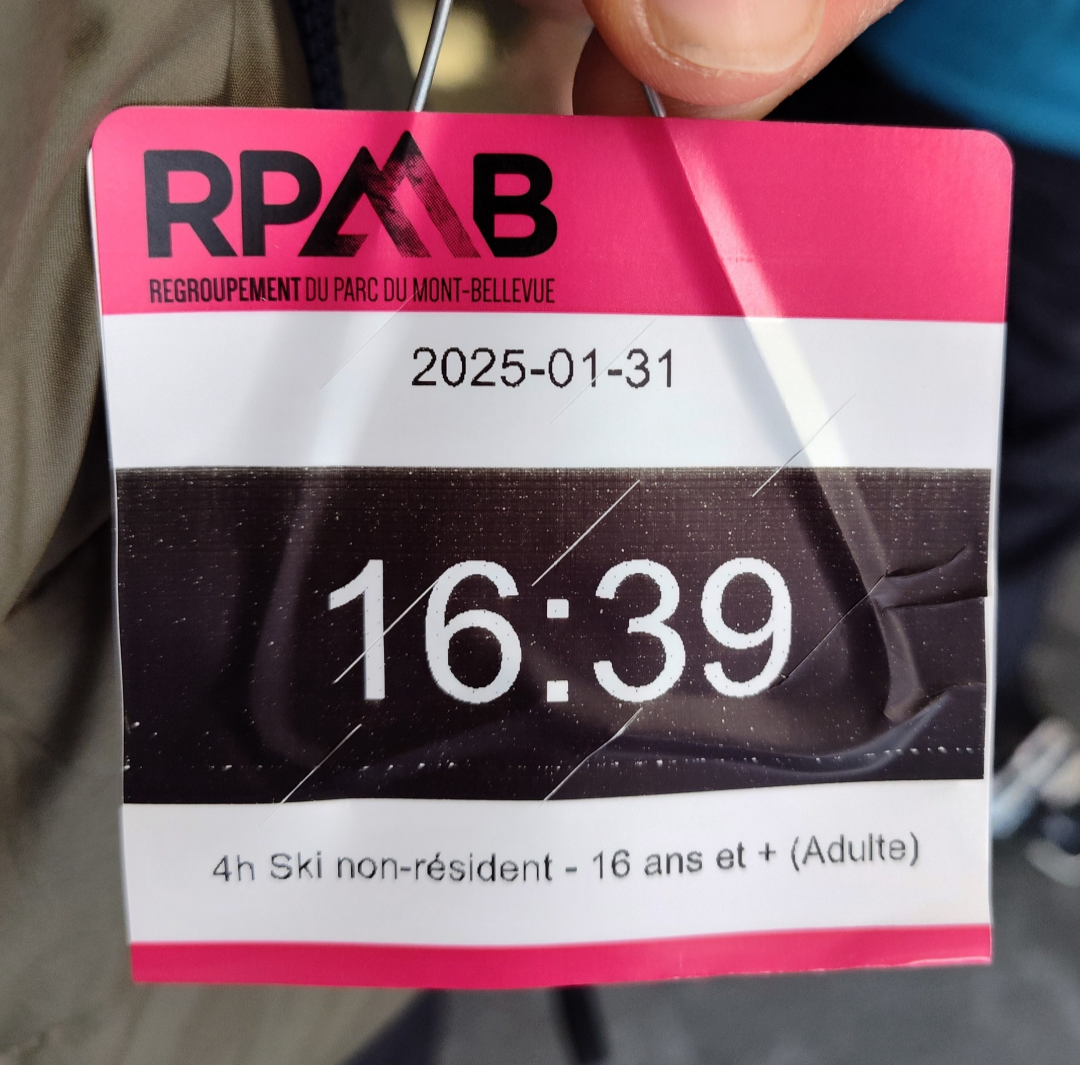 RPMB
REGROUPEMENT DU PARC DU MONT-BELLEVUE
2025-01-31
16:39
4h Ski non-résident - 16 ans et + (Adulte)